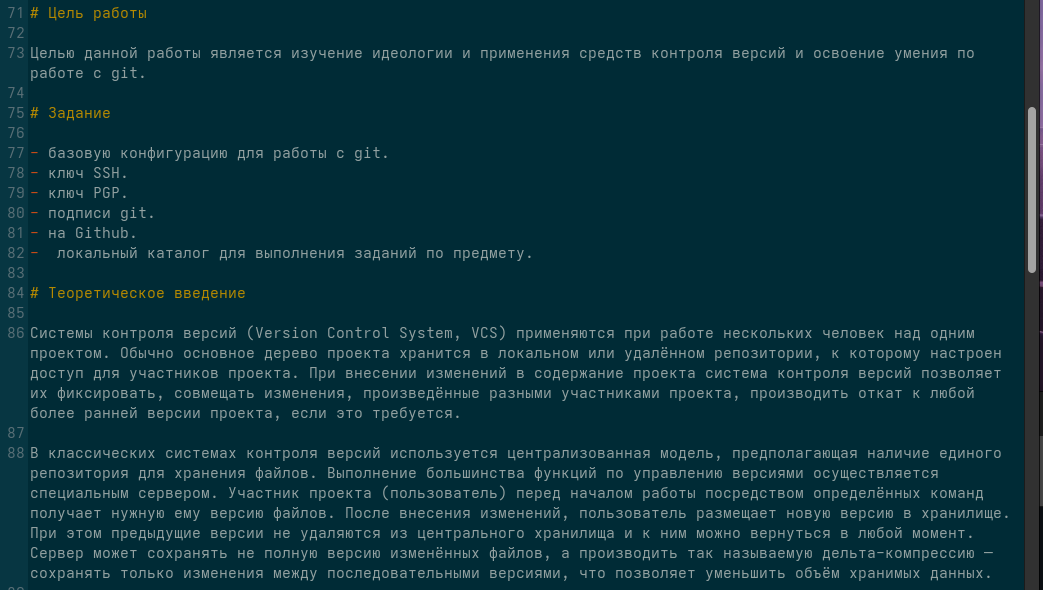 71 # Цель работы
72
73 Целью данной работы является изучение идеологии и применения средств контроля версий и освоение умения по
работе с git.
74
75 # Задание
76
77 - базовую конфигурацию для работы с git.
78 - ключ SSH.
79 - ключ PGP.
80 - подписи git.
81 - на Github.
82 -  локальный каталог для выполнения заданий по предмету.
83
84 # Теоретическое введение
85
86 Системы контроля версий (Version Control System, VCS) применяются при работе нескольких человек над одним
проектом. Обычно основное дерево проекта хранится в локальном или удалённом репозитории, к которому настроен
доступ для участников проекта. При внесении изменений в содержание проекта система контроля версий позволяет
их фиксировать, совмещать изменения, произведённые разными участниками проекта, производить откат к любой
более ранней версии проекта, если это требуется.
87
88 В классических системах контроля версий используется централизованная модель, предполагающая наличие единого
репозитория для хранения файлов. Выполнение большинства функций по управлению версиями осуществляется
специальным сервером. Участник проекта (пользователь) перед началом работы посредством определённых команд
получает нужную ему версию файлов. После внесения изменений, пользователь размещает новую версию в хранилище.
При этом предыдущие версии не удаляются из центрального хранилища и к ним можно вернуться в любой момент.
Сервер может сохранять не полную версию изменённых файлов, а производить так называемую дельта-компрессию —
сохранять только изменения между последовательными версиями, что позволяет уменьшить объём хранимых данных.